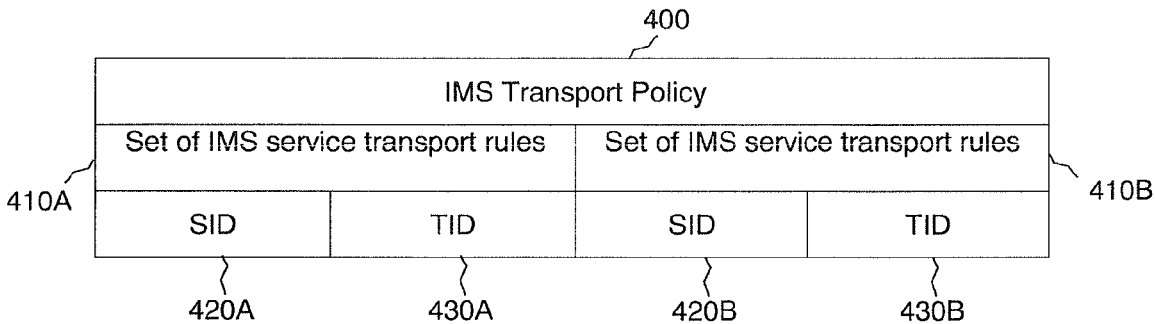 400
IMS Transport Policy
Set of IMS service transport rules
Set of IMS service transport rules
410A
410B
SID
TID
SID
TID
420A
430A
420B
430B